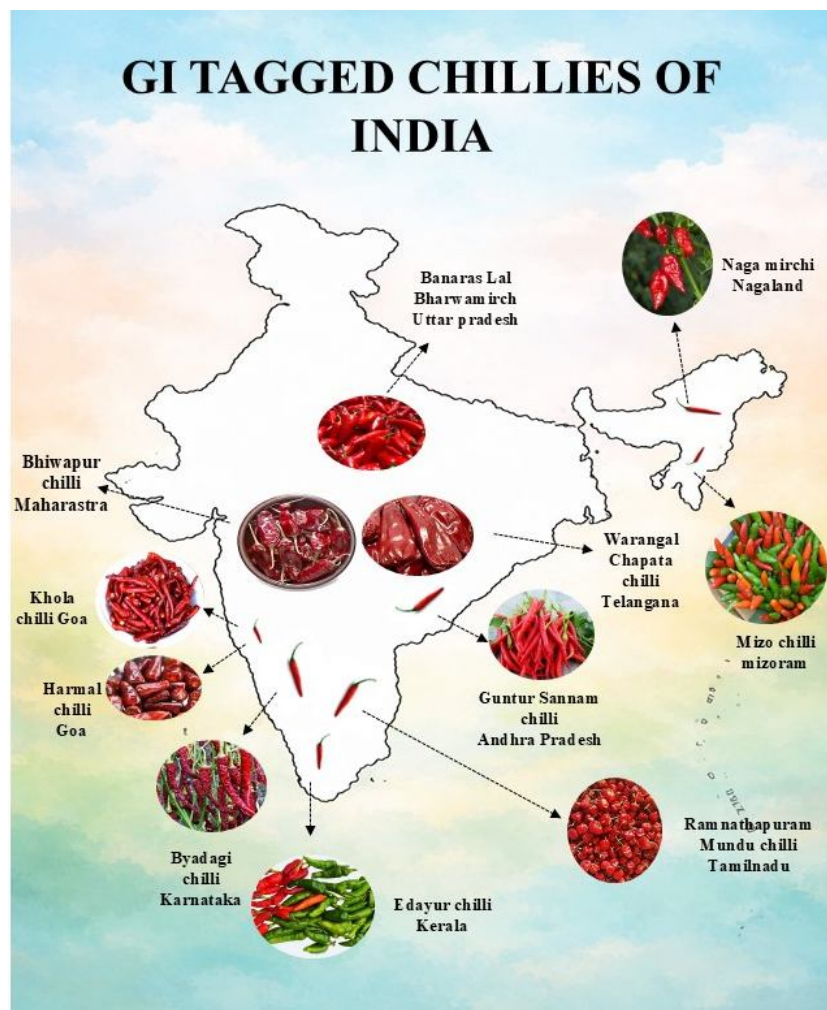 GI TAGGED CHILLIES OF
INDIA
Naga mirchi
Nagaland
Banaras Lal
Bharwamirch
Uttar pradesh
Bhiwapur
chilli
Maharastra
Warangal
Chapata
chilli
Telangana
Khola
chilli Goa
Mizo chilli
mizoram
Harmal
chilli
Goa
Guntur Sannam
chilli
Andhra Pradesh
Ramnathapuram
Mundu chilli
Tamilnadu
Byadagi
chilli
Karnataka
Edayur chilli
Kerala